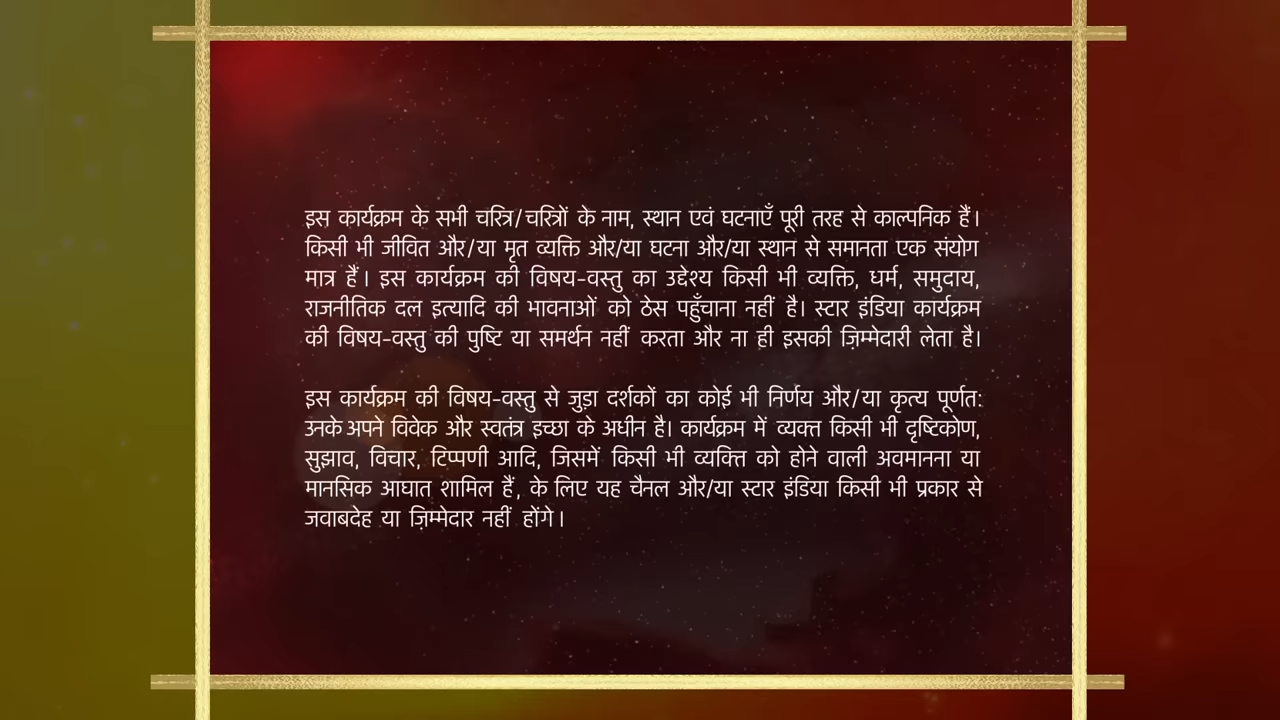 इस कार्यक्रम के सभी चरित्र/चरित्रों के नाम, स्थान एवं घटनाएँ पूरी तरह से काल्पनिक हैं।
किसी भी जीवित और/या मृत व्यक्ति और/या घटना और/या स्थान से समानता एक संयोग
मात्र हैं। इस कार्यक्रम की विषय-वस्तु का उद्देश्य किसी भी व्यक्ति, धर्म, समुदाय,
राजनीतिक दल इत्यादि की भावनाओं को ठेस पहुँचाना नहीं है। स्टार इंडिया कार्यक्रम
की विषय-वस्तु की पुष्टि या समर्थन नहीं करता और ना ही इसकी ज़िम्मेदारी लेता है।
इस कार्यक्रम की विषय-वस्तु से जुड़ा दर्शकों का कोई भी निर्णय और/या कृत्य पूर्णत:
उनके अपने विवेक और स्वतंत्र इच्छा के अधीन है। कार्यक्रम में व्यक्त किसी भी दृष्टिकोण,
सुझाव, विचार, टिप्पणी आदि, जिसमें किसी भी व्यक्ति को होने वाली अवमानना या
मानसिक आघात शामिल हैं, के लिए यह चैनल और/या स्टार इंडिया किसी भी प्रकार से
जवाबदेह या ज़िम्मेदार नहीं होंगे।